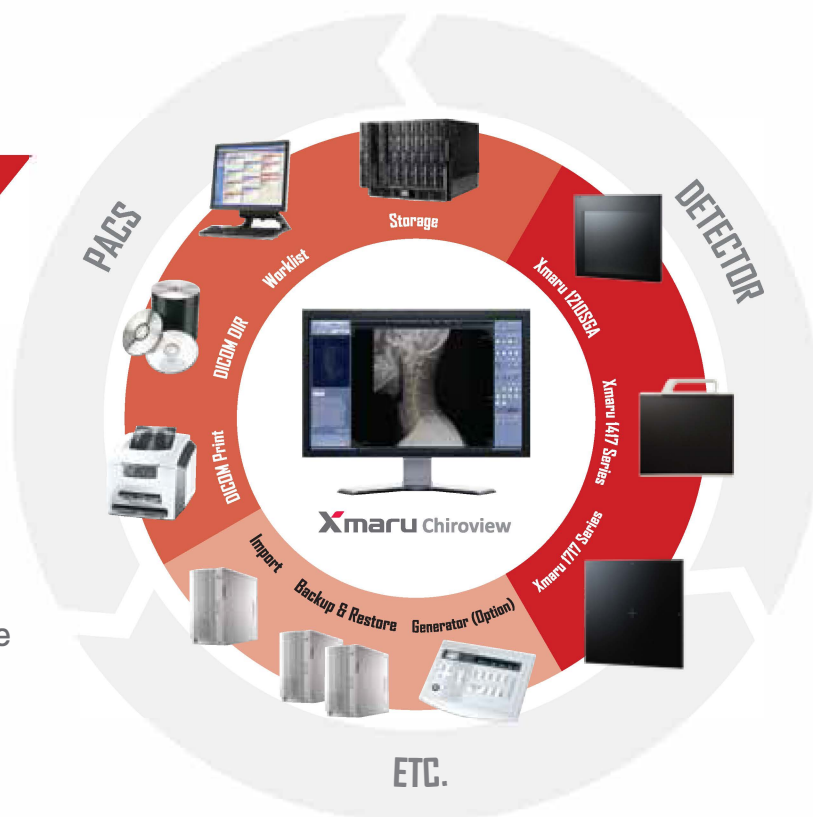 PACS
DETECTOR
ETC.
Storage
Worklist
DICOM DIR
DICOM Print
Xmaru 1210SGA
Xmaru 1417 Series
Xmaru 1717 Series
Import
Backup & Restore
Generator (Option)
Xmaru Chiroview
e